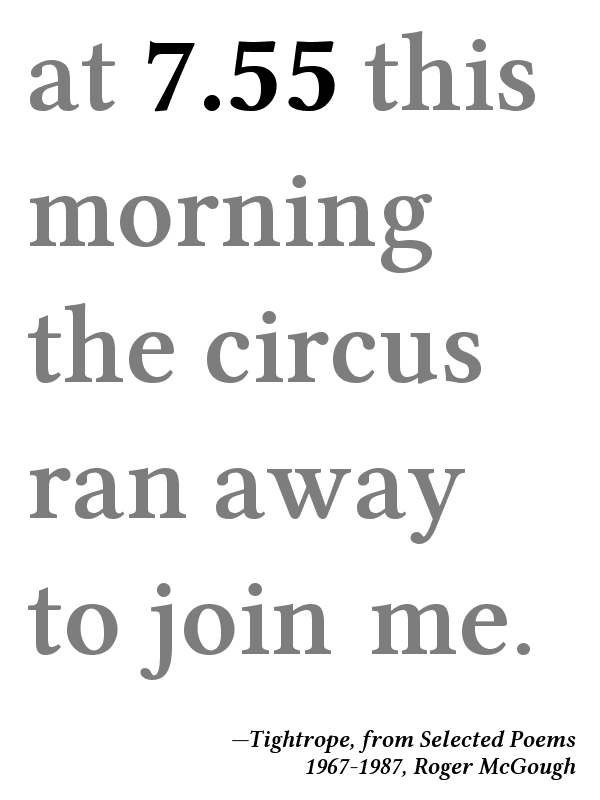 at 7.55 this
morning
the circus
ran away
to join me.
—Tightrope, from Selected Poems
1967-1987, Roger McGough